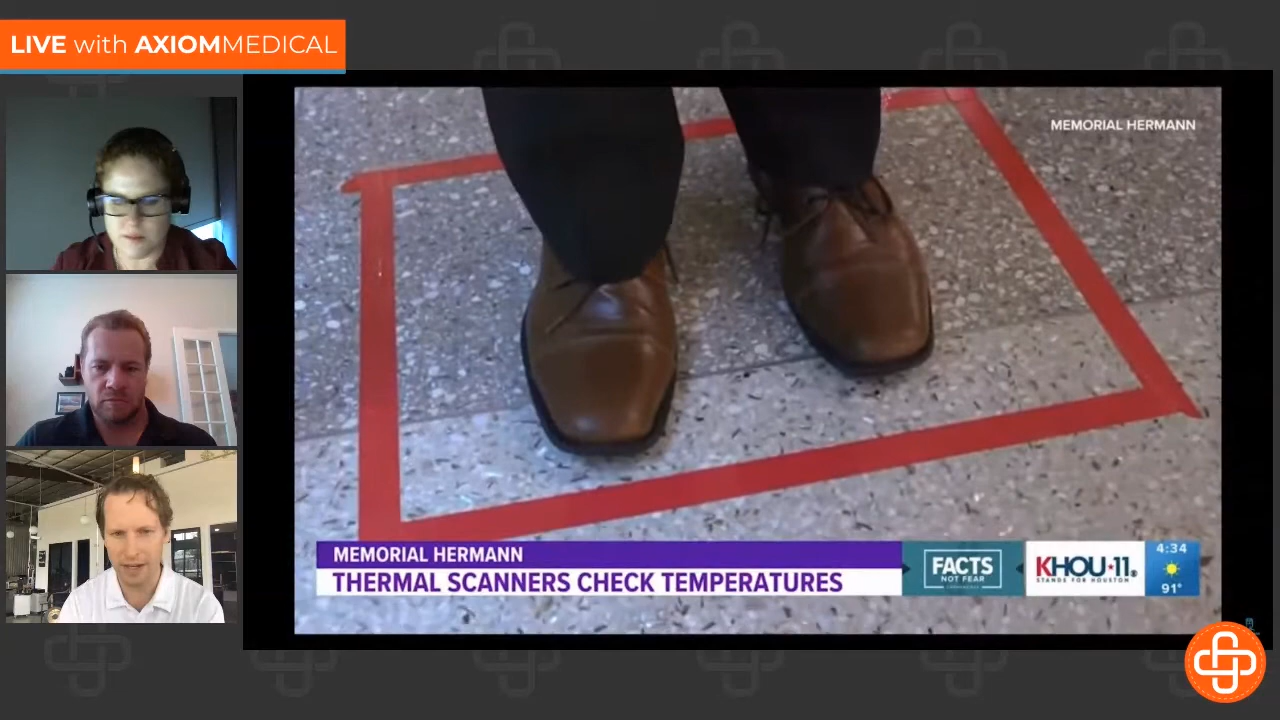 LIVE with AXIOMMEDICAL
MEMORIAL HERMANN
MEMORIAL HERMANN
THERMAL SCANNERS CHECK TEMPERATURES
FACTS
NOT FEAR
KHOU·11®
STANDS FOR HOUSTON
4:34
91°